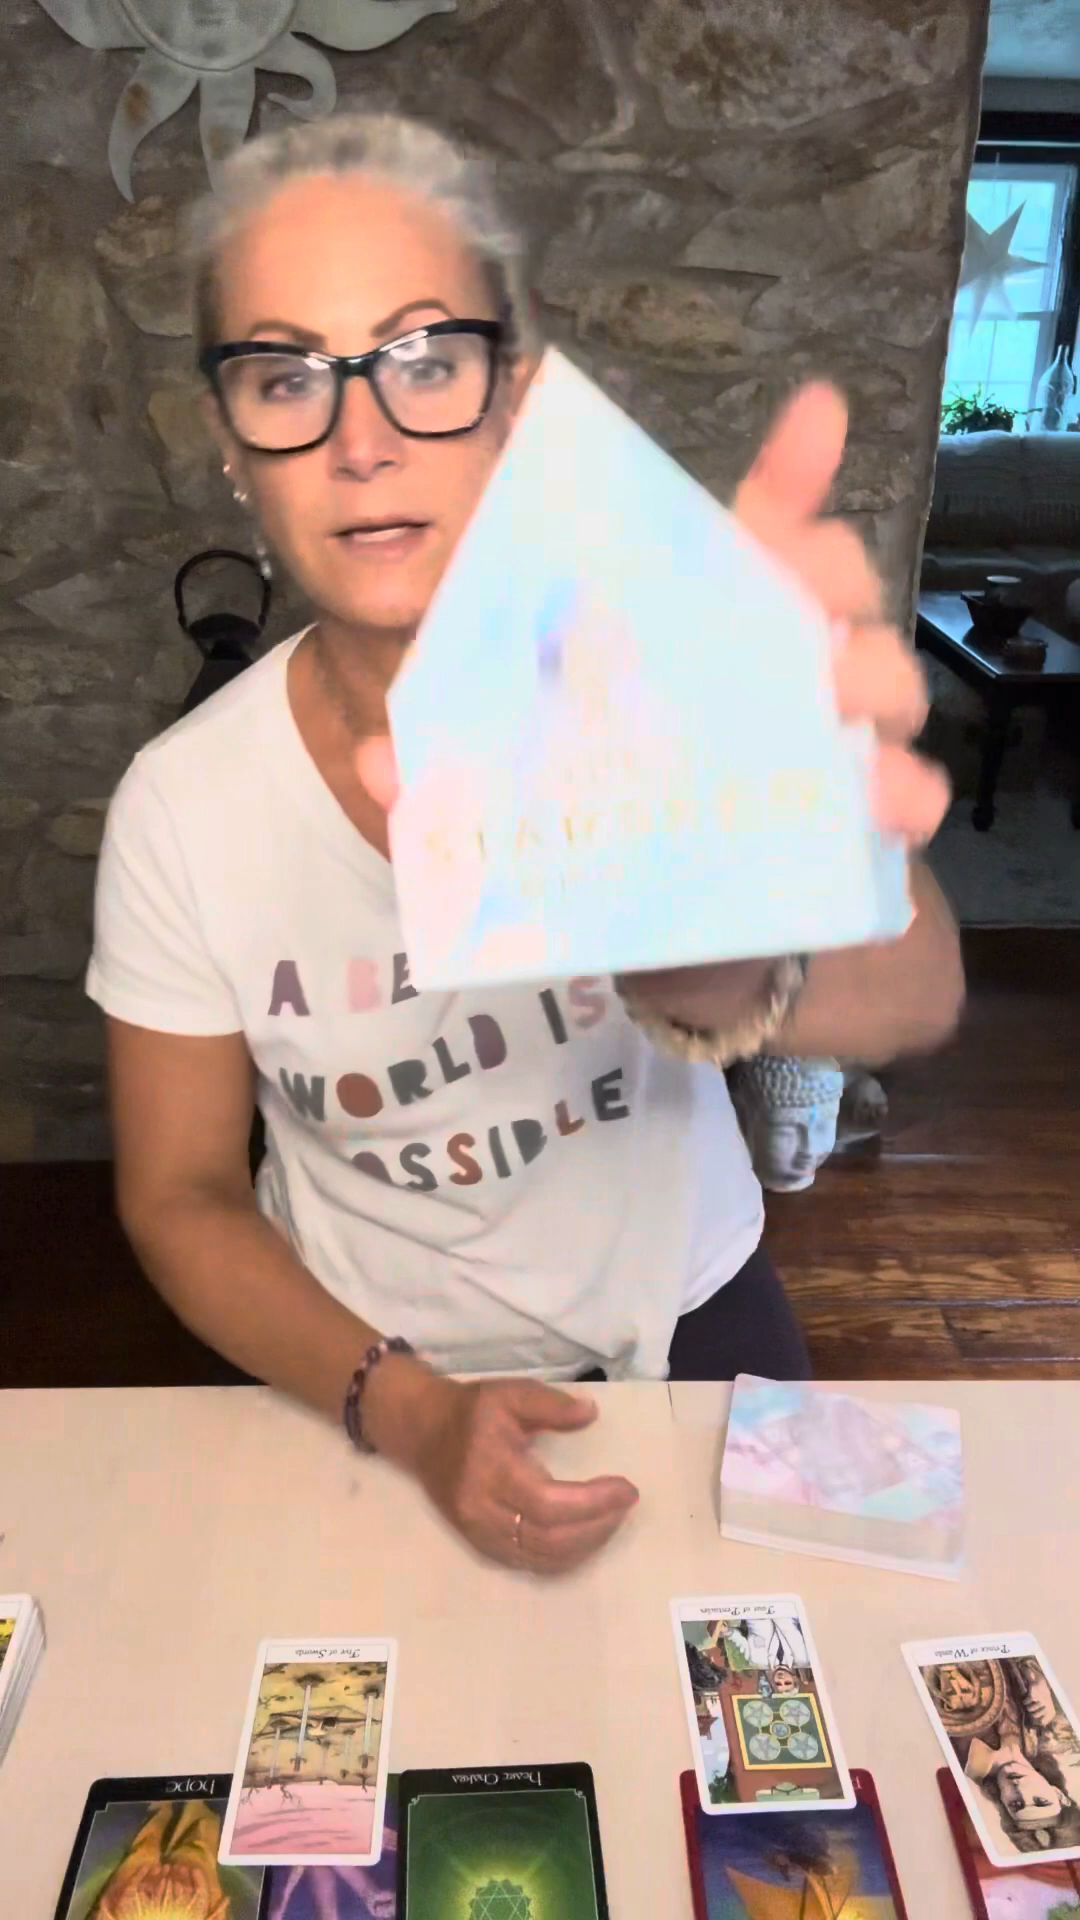 A BE
WORLD IS
OSSIBLE
Five of Swords
Four of Pentacles
Prince of Wands
hope
Heart Chakra